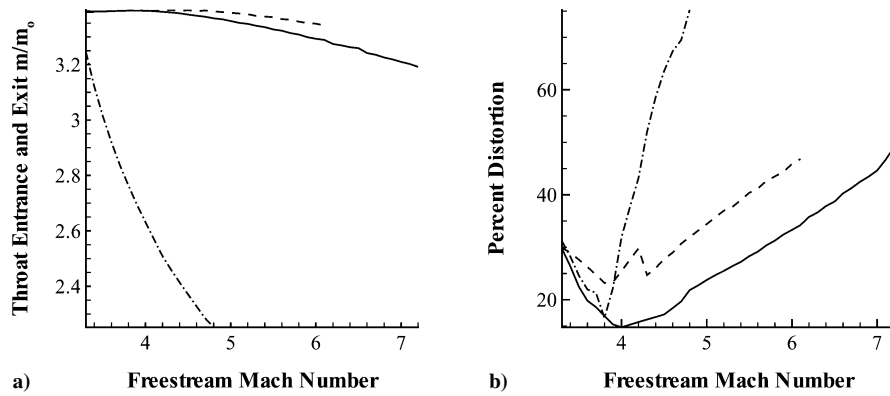 Throat Entrance and Exit m/mo
3.2
3
2.8
2.6
2.4
4
5
6
7
a)
Freestream Mach Number
Percent Distortion
60
40
20
4
5
6
7
b)
Freestream Mach Number